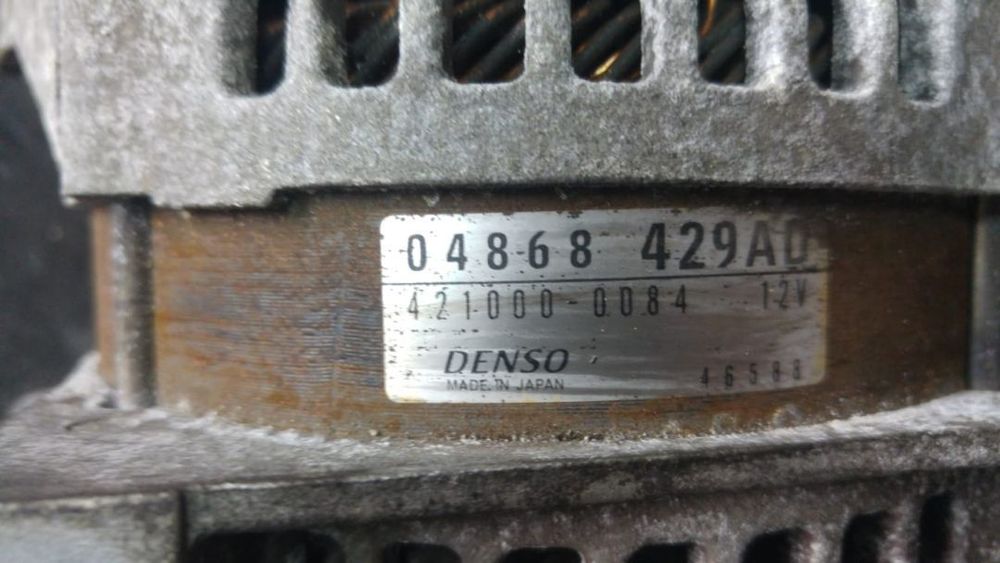 04868 429AD
421000-0084 12V
DENSO
MADE IN JAPAN 46588